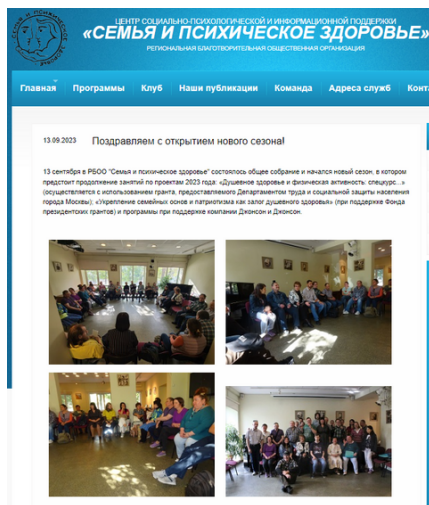 СЕМЬЯ И ПСИХИЧЕСКОЕ ЗДОРОВЬЕ
ЦЕНТР СОЦИАЛЬНО-ПСИХОЛОГИЧЕСКОЙ И ИНФОРМАЦИОННОЙ ПОДДЕРЖКИ
«СЕМЬЯ И ПСИХИЧЕСКОЕ ЗДОРОВЬЕ»
РЕГИОНАЛЬНАЯ БЛАГОТВОРИТЕЛЬНАЯ ОБЩЕСТВЕННАЯ ОРГАНИЗАЦИЯ
Главная Программы Клуб Наши публикации Команда Адреса служб Конт
13.09.2023 Поздравляем с открытием нового сезона!
13 сентября в РБОО "Семья и психическое здоровье" состоялось общее собрание и начался новый сезон, в котором
предстоит продолжение занятий по проектам 2023 года: «Душевное здоровье и физическая активность: спецкурс...»
(осуществляется с использованием гранта, предоставляемого Департаментом труда и социальной защиты населения
города Москвы); «Укрепление семейных основ и патриотизма как залог душевного здоровья» (при поддержке Фонда
президентских грантов) и программы при поддержке компании Джонсон и Джонсон.